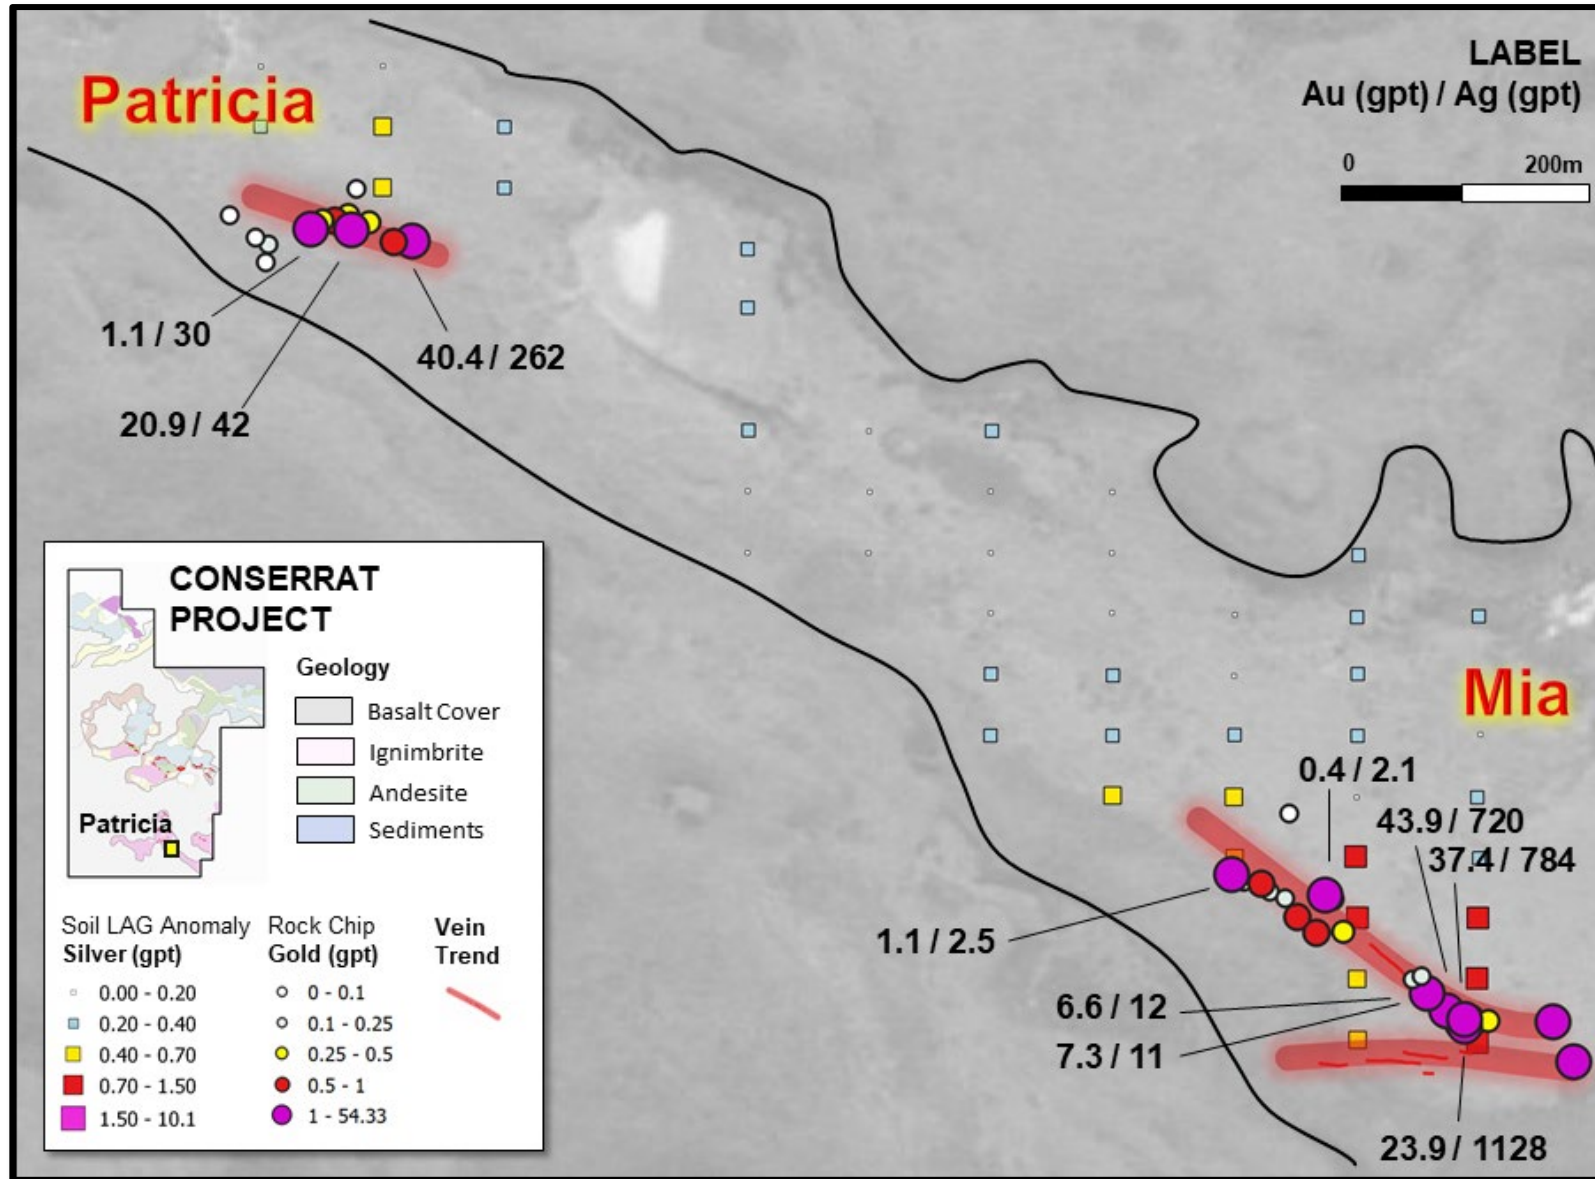 Patricia
LABEL
Au (gpt) / Ag (gpt)
0 200m
1.1 / 30
40.4 / 262
20.9 / 42
Mia
0.4 / 2.1
43.9 / 720
37.4 / 784
1.1 / 2.5
6.6 / 12
7.3 / 11
23.9 / 1128
CONSERRAT
PROJECT
Geology
Basalt Cover
Ignimbrite
Andesite
Sediments
Patricia
Soil LAG Anomaly
Silver (gpt)
0.00 - 0.20
0.20 - 0.40
0.40 - 0.70
0.70 - 1.50
1.50 - 10.1
Rock Chip
Gold (gpt)
0 - 0.1
0.1 - 0.25
0.25 - 0.5
0.5 - 1
1 - 54.33
Vein
Trend